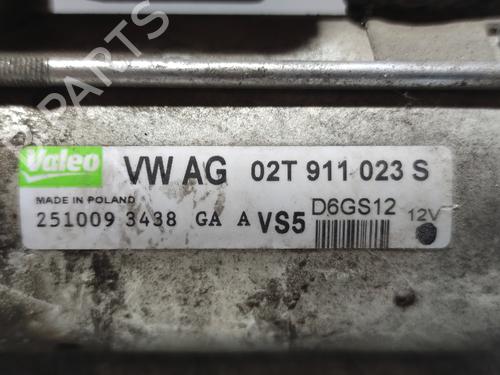 Valeo VW AG 02T 911 023 S
MADE IN POLAND
251009 3438 GA A VS5 D6GS12 12V
PARTS